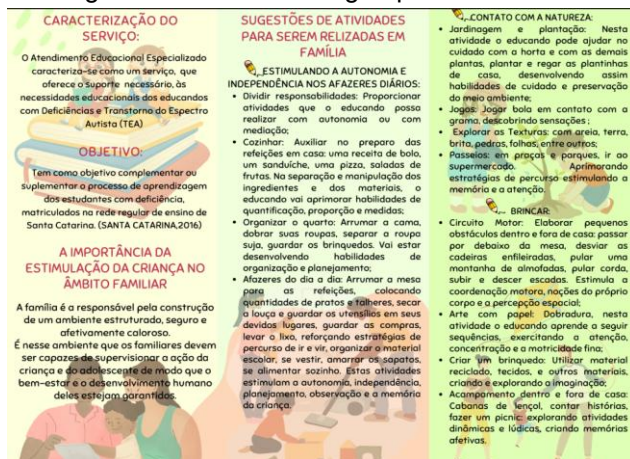 CARACTERIZAÇÃO DO
SERVIÇO:
O Atendimento Educacional Especializado
caracteriza-se como um serviço, que
oferece o suporte necessário, às
necessidades educacionais dos educandos
com Deficiências e Transtorno do Espectro
Autista (TEA)
OBJETIVO:
Tem como objetivo complementar ou
suplementar o processo de aprendizagem
dos estudantes com deficiência,
matriculados na rede regular de ensino de
Santa Catarina. (SANTA CATARINA,2016)
A IMPORTÂNCIA DA
ESTIMULAÇÃO DA CRIANÇA NO
ÂMBITO FAMILIAR
A família é a responsável pela construção
de um ambiente estruturado, seguro e
afetivamente caloroso.
É nesse ambiente que os familiares devem
ser capazes de supervisionar a ação da
criança e do adolescente de modo que o
bem-estar e o desenvolvimento humano
deles estejam garantidos.
SUGESTÕES DE ATIVIDADES
PARA SEREM RELIZADAS EM
FAMÍLIA
ESTIMULANDO A AUTONOMIA E
INDEPENDÊNCIA NOS AFAZERES DIÁRIOS:
• Dividir responsabilidades: Proporcionar
atividades que o educando possa
realizar com autonomia ou com
mediação;
• Cozinhar: Auxiliar no preparo das
refeições em casa: uma receita de bolo,
um sanduíche, uma pizza, saladas de
frutas. Na separação e manipulação dos
ingredientes e dos materiais, o
educando vai aprimorar habilidades de
quantificação, proporção e medidas;
• Organizar o quarto: Arrumar a cama,
dobrar suas roupas, separar a roupa
suja, guardar os brinquedos. Vai estar
desenvolvendo habilidades de
organização e planejamento;
• Afazeres do dia a dia: Arrumar a mesa
para as refeições, colocando
quantidades de pratos e talheres, secar
a louça e guardar os utensílios em seus
devidos lugares, guardar as compras,
levar o lixo, reforçando estratégias de
percurso de ir e vir, organizar o material
escolar, se vestir, amarrar os sapatos,
se alimentar sozinho. Estas atividades
estimulam a autonomia, independência,
planejamento, observação e a memória
da criança.
CONTATO COM A NATUREZA:
• Jardinagem e plantação: Nesta
atividade o educando pode ajudar no
cuidado com a horta e com as demais
plantas, plantar e regar as plantinhas
de casa, desenvolvendo assim
habilidades de cuidado e preservação
do meio ambiente;
• Jogos: Jogar bola em contato com a
grama, descobrindo sensações ;
• Explorar as Texturas: com areia, terra,
brita, pedras, folhas, entre outros;
• Passeios: em praças e parques, ir ao
supermercado. Aprimorando
estratégias de percurso estimulando a
memória e a atenção.
BRINCAR:
• Circuito Motor: Elaborar pequenos
obstáculos dentro e fora de casa: passar
por debaixo da mesa, desviar as
cadeiras enfileiradas, pular uma
montanha de almofadas, pular corda,
subir e descer escadas. Estimula a
coordenação motora, noções do próprio
corpo e a percepção espacial;
• Arte com papel: Dobradura, nesta
atividade o educando aprende a seguir
sequências, exercitando a atenção,
concentração e a motricidade fina;
• Criar um brinquedo: Utilizar material
reciclado, tecidos, e outros materiais,
criando e explorando a imaginação;
• Acampamento dentro e fora de casa:
Cabanas de lençol, contar histórias,
fazer um picnic: explorando atividades
dinâmicas e lúdicas, criando memórias
afetivas.